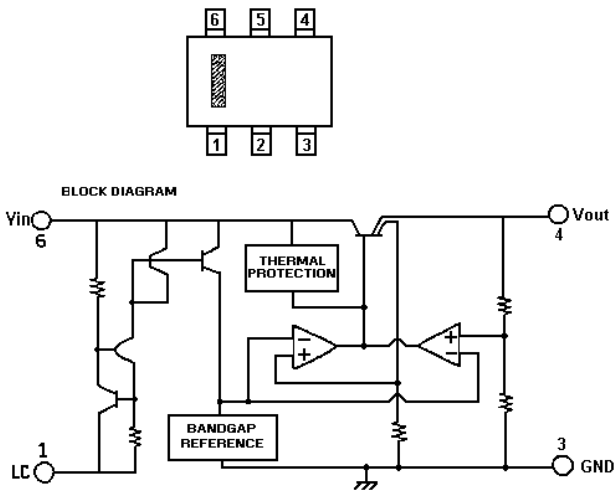 6 5 4
1 2 3
BLOCK DIAGRAM
Vin
6
Vout
4
THERMAL
PROTECTION
−
+
+
−
BANDGAP
REFERENCE
1
LC
3
GND